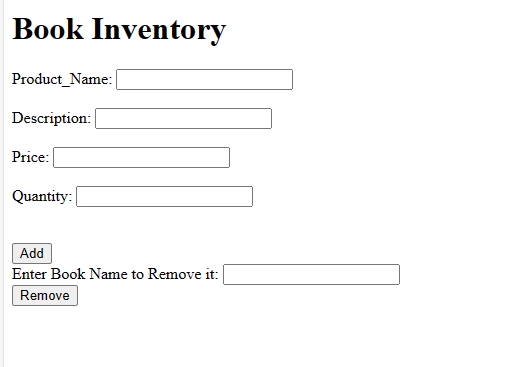 Book Inventory
Product_Name:
Description:
Price:
Quantity:
Add
Enter Book Name to Remove it:
Remove